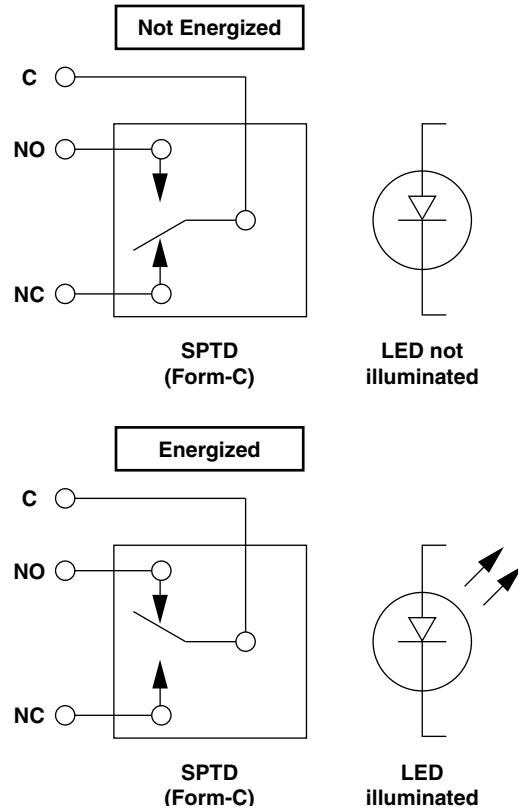 Not Energized
C
NO
NC
SPTD
(Form-C)
LED not
illuminated
Energized
C
NO
NC
SPTD
(Form-C)
LED
illuminated